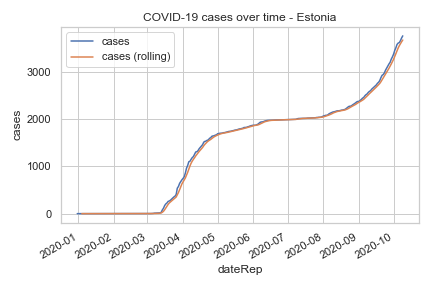 COVID-19 cases over time - Estonia
cases
cases (rolling)
cases
3000
2000
1000
0
2020-01
2020-02
2020-03
2020-04
2020-05
2020-06
2020-07
2020-08
2020-09
2020-10
dateRep